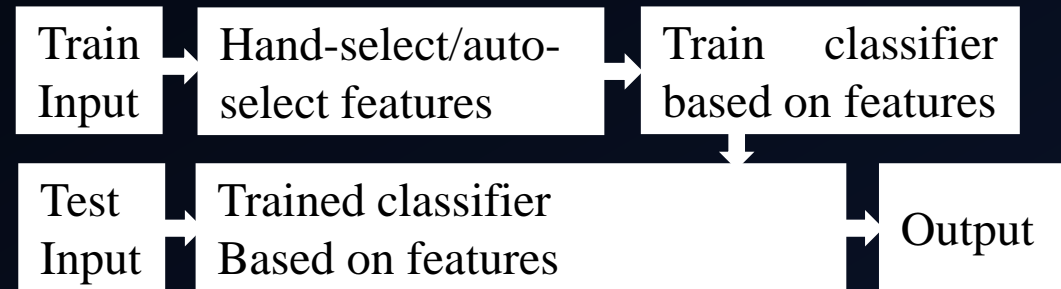 Train
Input
Hand-select/auto-
select features
Train classifier
based on features
Test
Input
Trained classifier
Based on features
Output